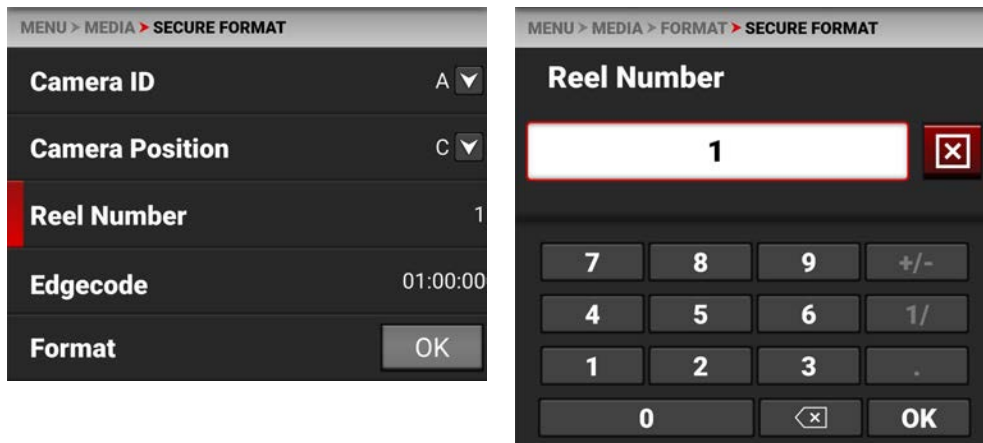 MENU > MEDIA > SECURE FORMAT
Camera ID A
Camera Position C
Reel Number 1
Edgecode 01:00:00
Format OK
MENU > MEDIA > FORMAT > SECURE FORMAT
Reel Number
1
7 8 9 +/-
4 5 6 1/
1 2 3 .
0 OK